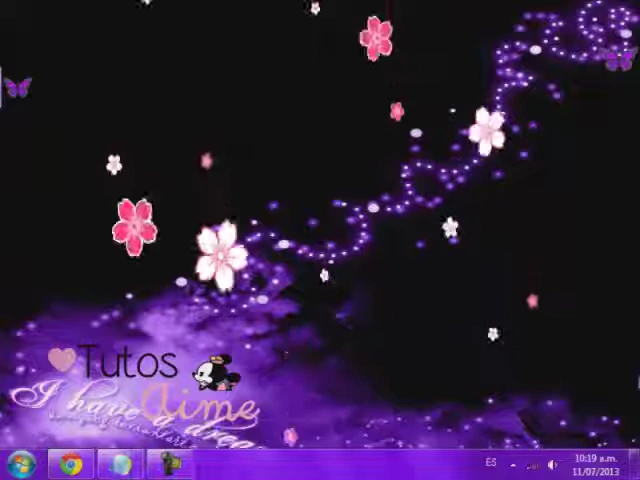 Tutos
Aime
I have a dream
ES
10:19 a.m.
11/07/2013